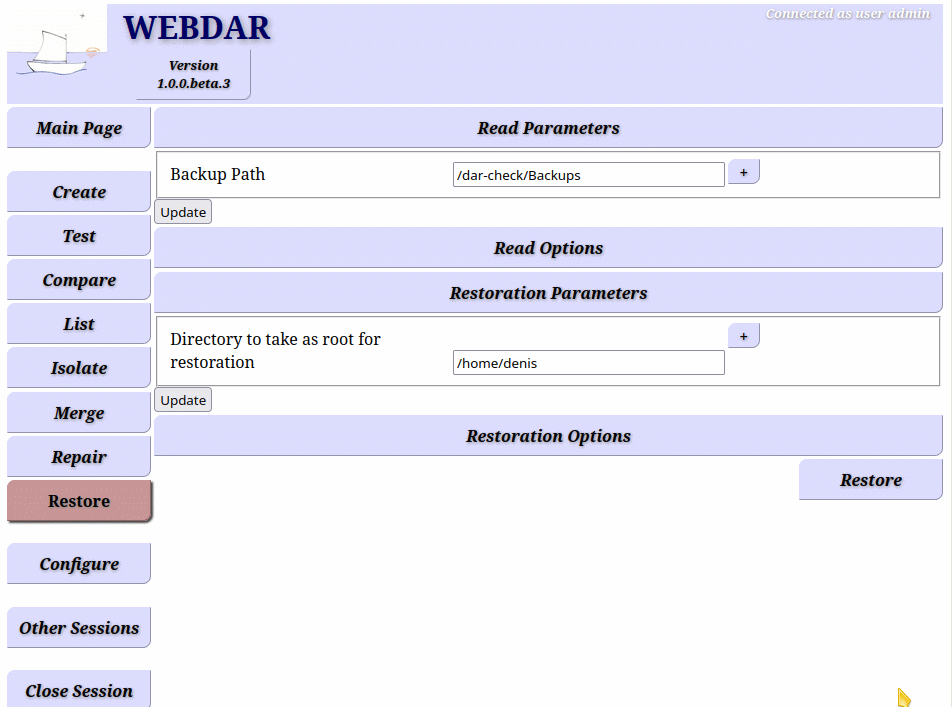 WEBDAR
Connected as user admin
Version
1.0.0.beta.3
Main Page
Create
Test
Compare
List
Isolate
Merge
Repair
Restore
Configure
Other Sessions
Close Session
Read Parameters
Backup Path
/dar-check/Backups
+
Update
Read Options
Restoration Parameters
Directory to take as root for
restoration
+
/home/denis
Update
Restoration Options
Restore